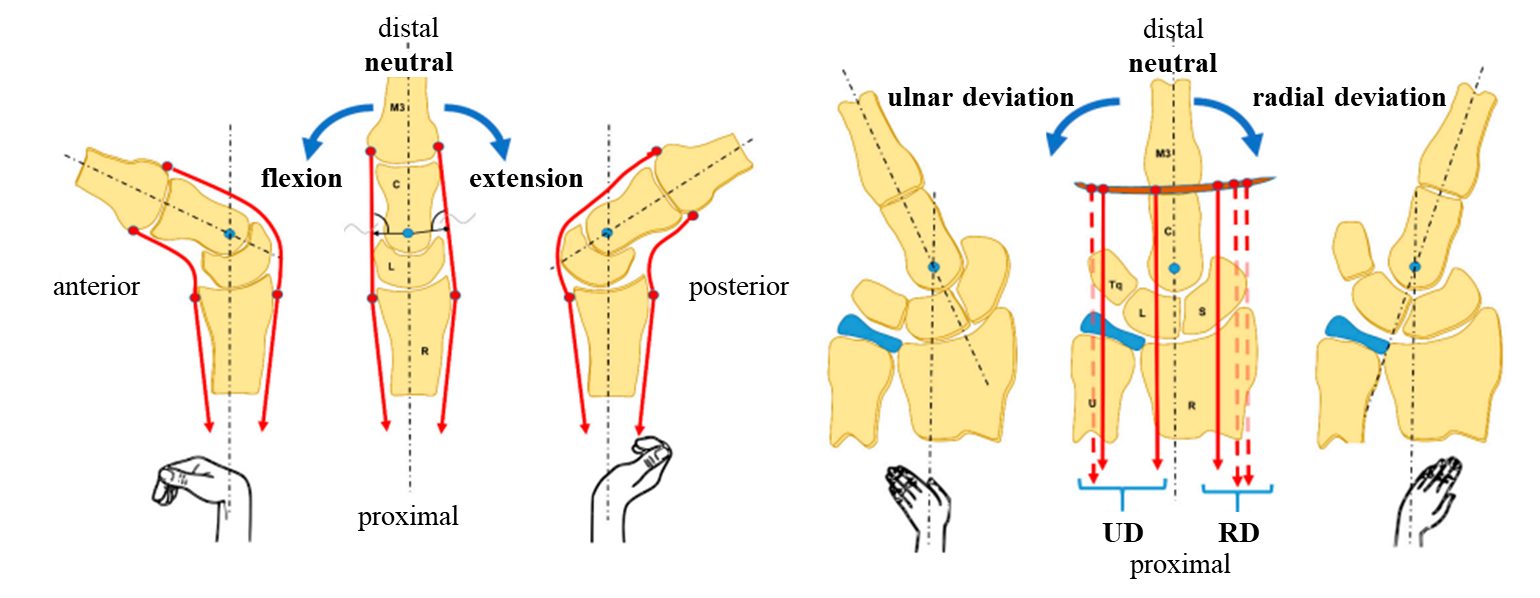 distal
neutral
M3
flexion
extension
C
L
R
anterior
posterior
proximal
distal
neutral
ulnar deviation
radial deviation
M3
C
Tq
L
S
U
R
UD
RD
proximal